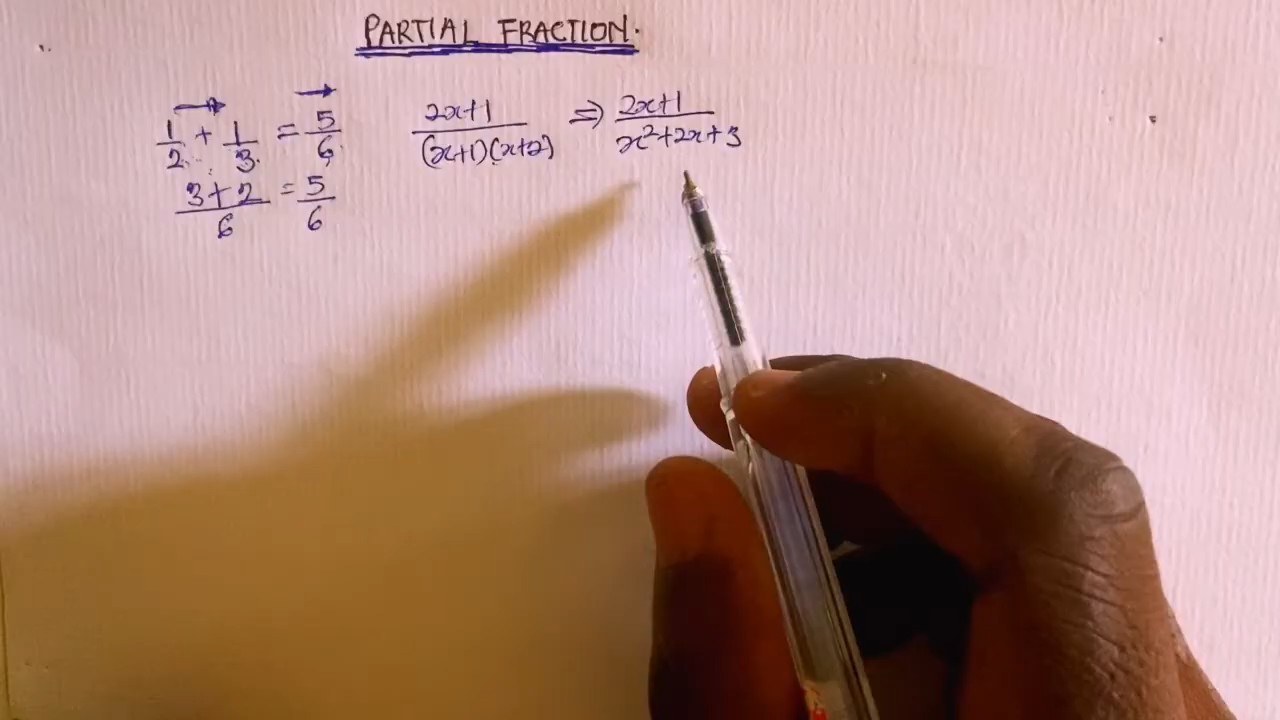 PARTIAL FRACTION.
1/2 + 1/3 = 5/6
3+2/6 = 5/6
2x+1/(x+1)(x+2) ⇒ 2x+1/x²+2x+3